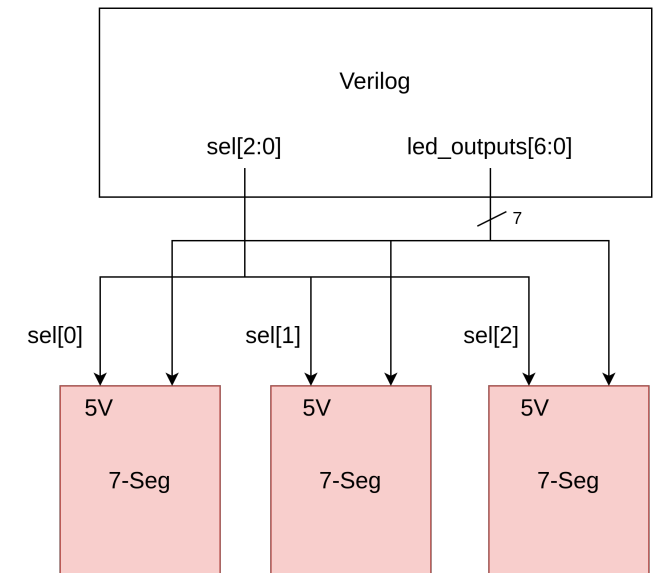 Verilog
sel[2:0]
led_outputs[6:0]
7
sel[0]
sel[1]
sel[2]
5V
5V
5V
7-Seg
7-Seg
7-Seg